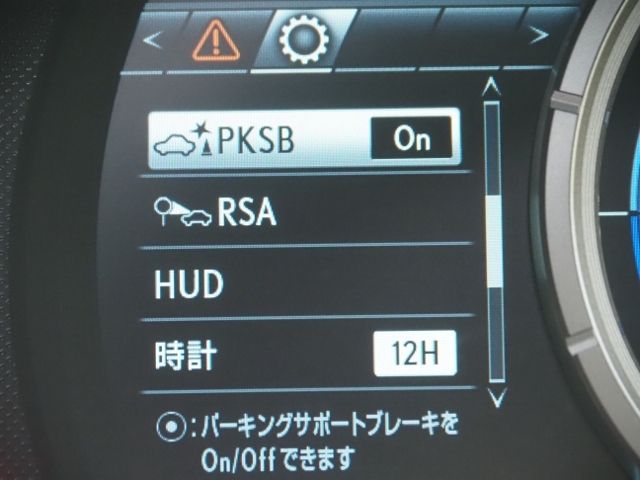 PKSB On
RSA
HUD
時計 12H
⦿:パーキングサポートブレーキを
On/Offできます